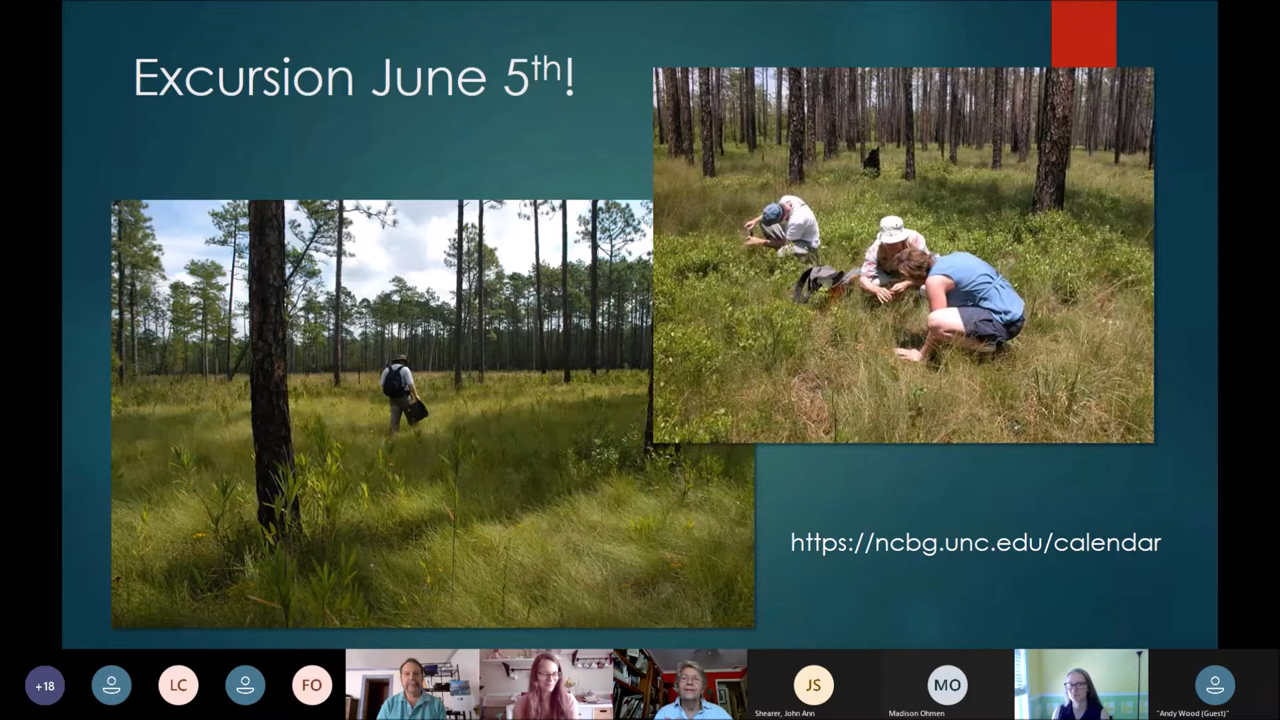 Excursion June 5th!
https://ncbg.unc.edu/calendar
+18
LC
FO
JS
Shearer, John Ann
MO
Madison Ohmen
"Andy Wood (Guest)"